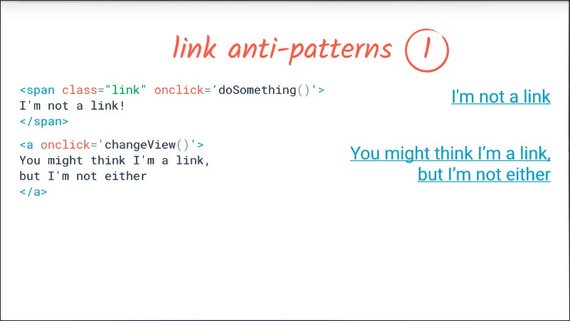 link anti-patterns 1
<span class="link" onclick='doSomething()'>
I'm not a link!
</span>
I'm not a link
<a onclick='changeView()'>
You might think I'm a link,
but I'm not either
</a>
You might think I’m a link,
but I’m not either